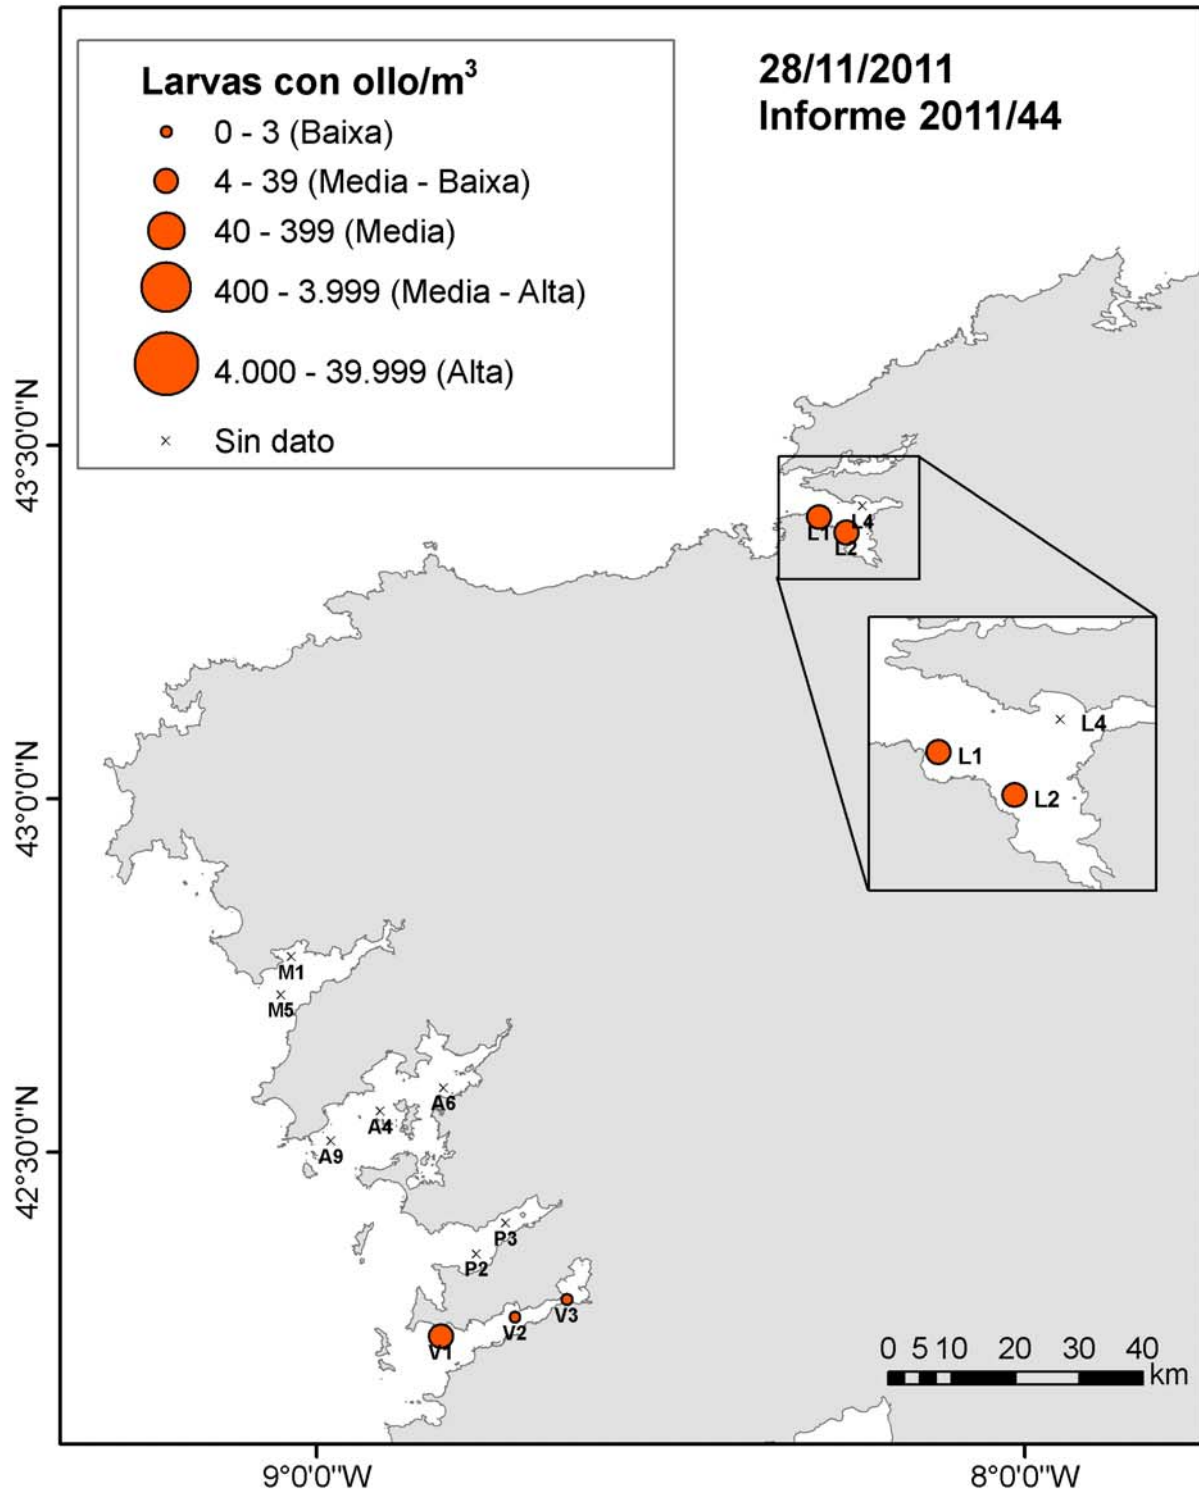 Larvas con ollo/m³
0 - 3 (Baixa)
4 - 39 (Media - Baixa)
40 - 399 (Media)
400 - 3.999 (Media - Alta)
4.000 - 39.999 (Alta)
Sin dato
28/11/2011
Informe 2011/44
43°30'0"N
43°0'0"N
42°30'0"N
L4
L1
L2
L4
L1
L2
M1
M5
A6
A4
A9
P3
P2
V3
V2
V1
0 5 10 20 30 40
km
9°0'0"W
8°0'0"W